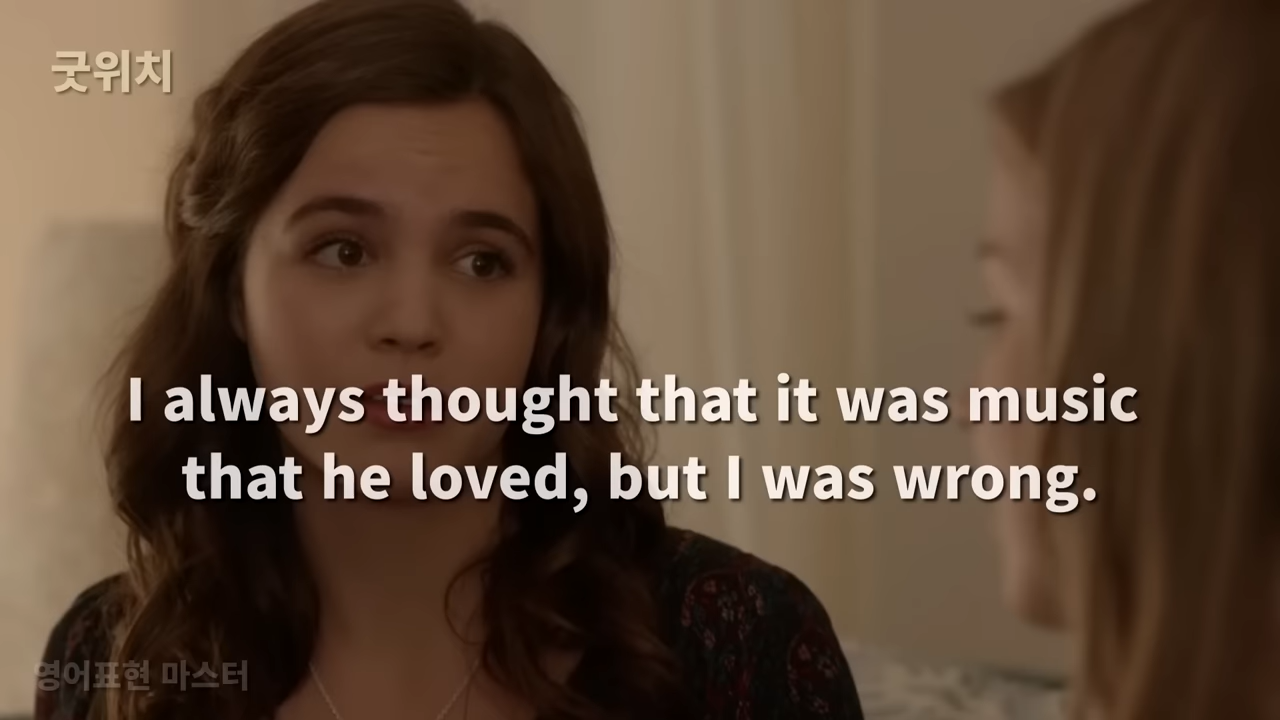 굿위치
I always thought that it was music
that he loved, but I was wrong.
영어표현 마스터